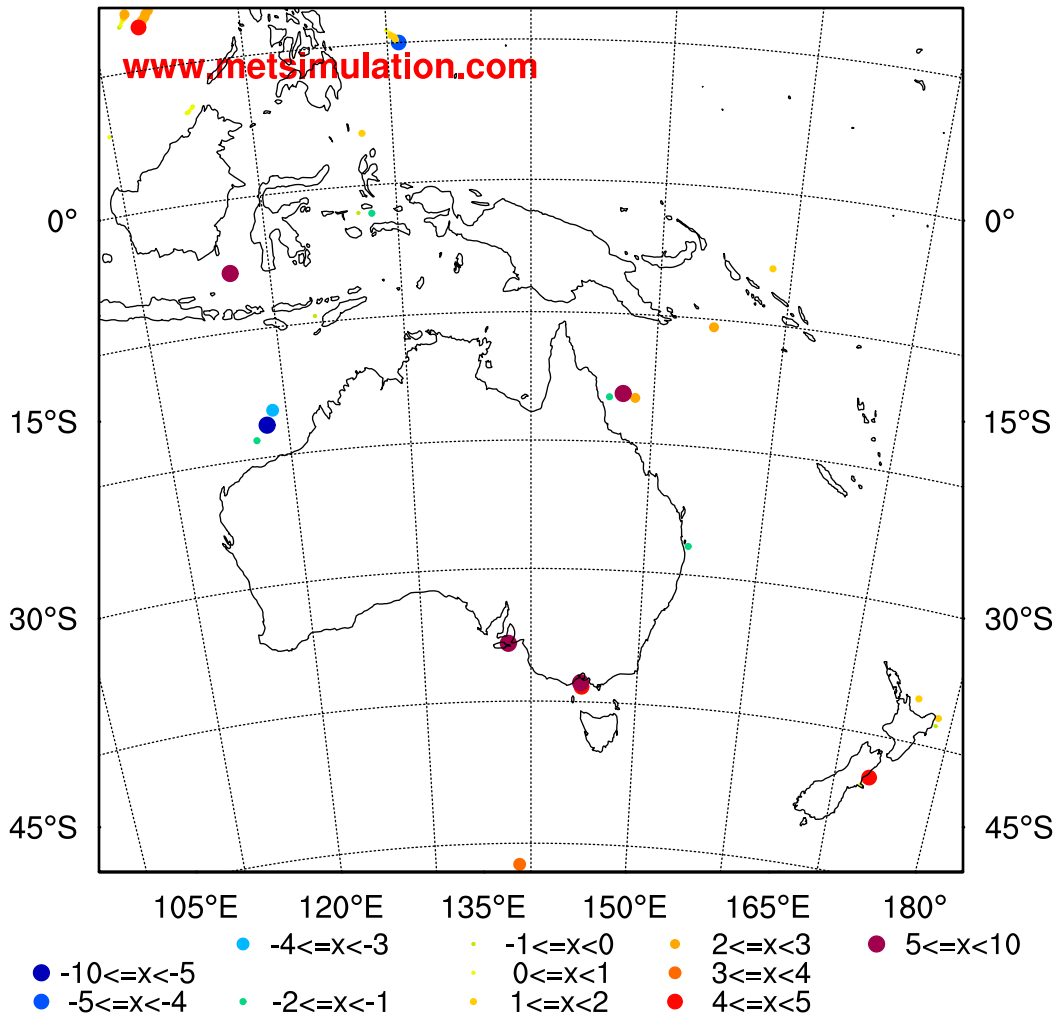 www.metsimulation.com
0° 0°
15°S 15°S
30°S 30°S
45°S 45°S
105°E 120°E 135°E 150°E 165°E 180°
-4<=x<-3 -1<=x<0 2<=x<3 5<=x<10
-10<=x<-5 0<=x<1 3<=x<4
-5<=x<-4 -2<=x<-1 1<=x<2 4<=x<5